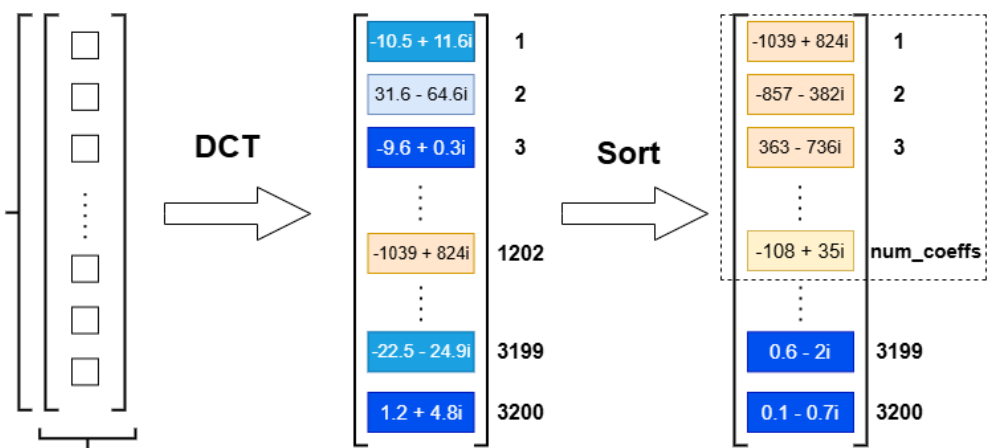 DCT
-10.5 + 11.6i 1
31.6 - 64.6i 2
-9.6 + 0.3i 3
-1039 + 824i 1202
-22.5 - 24.9i 3199
1.2 + 4.8i 3200
Sort
-1039 + 824i 1
-857 - 382i 2
363 - 736i 3
-108 + 35i num_coeffs
0.6 - 2i 3199
0.1 - 0.7i 3200